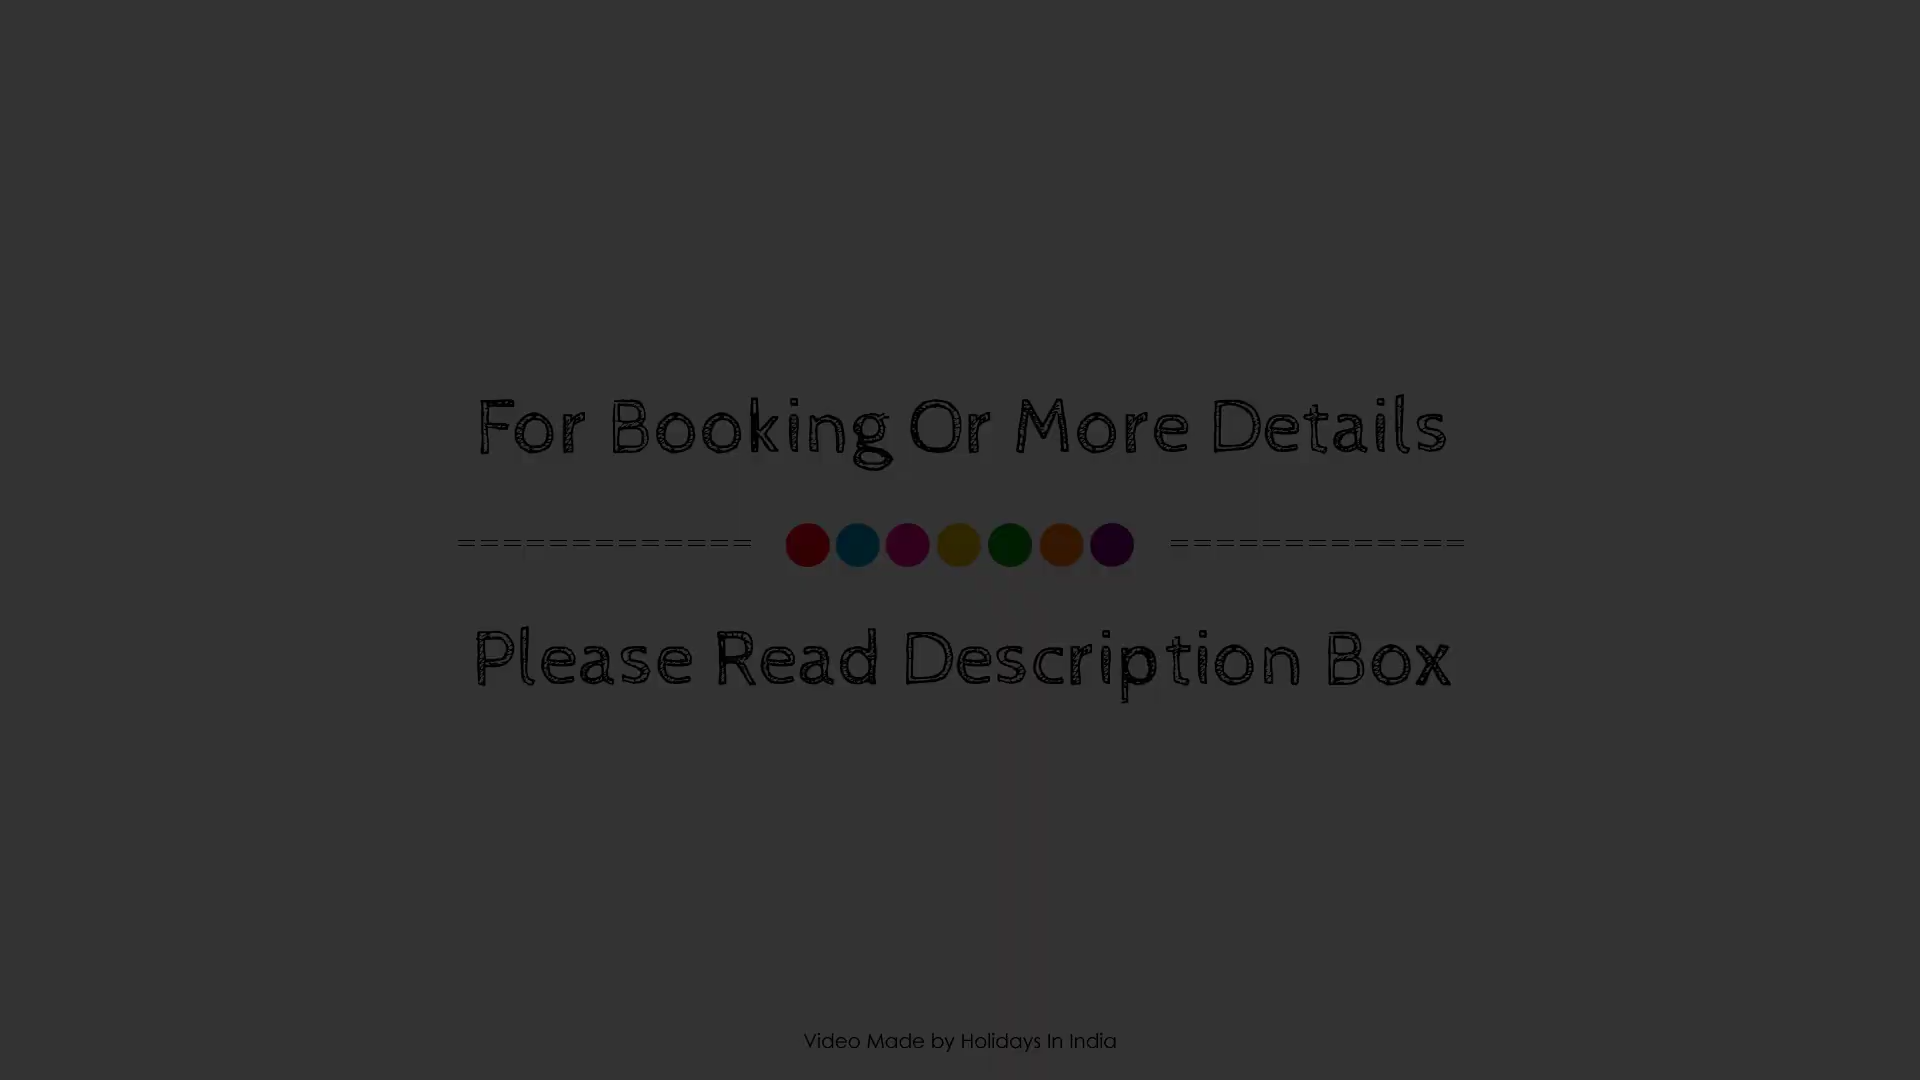 For Booking Or More Details
============= =============
Please Read Description Box
Video Made by Holidays In India